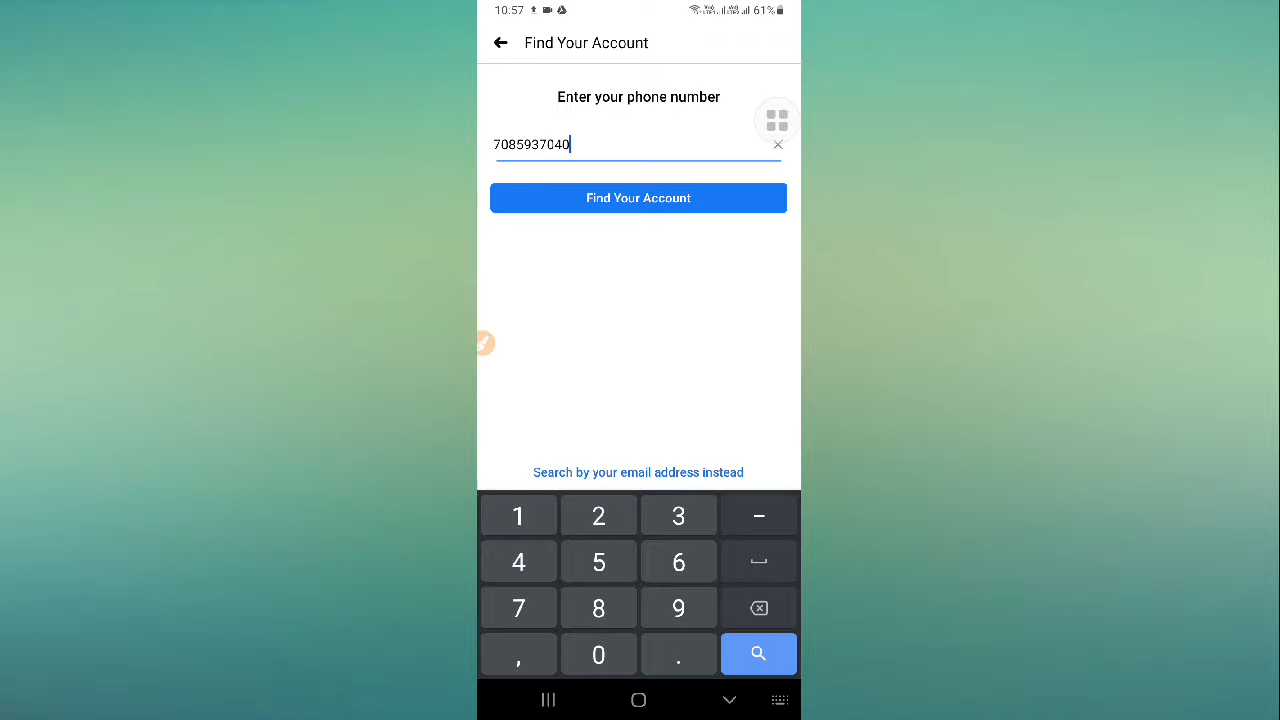 10:57 61%
Find Your Account
Enter your phone number
7085937040
Find Your Account
Search by your email address instead
1 2 3 –
4 5 6
7 8 9
, 0 .